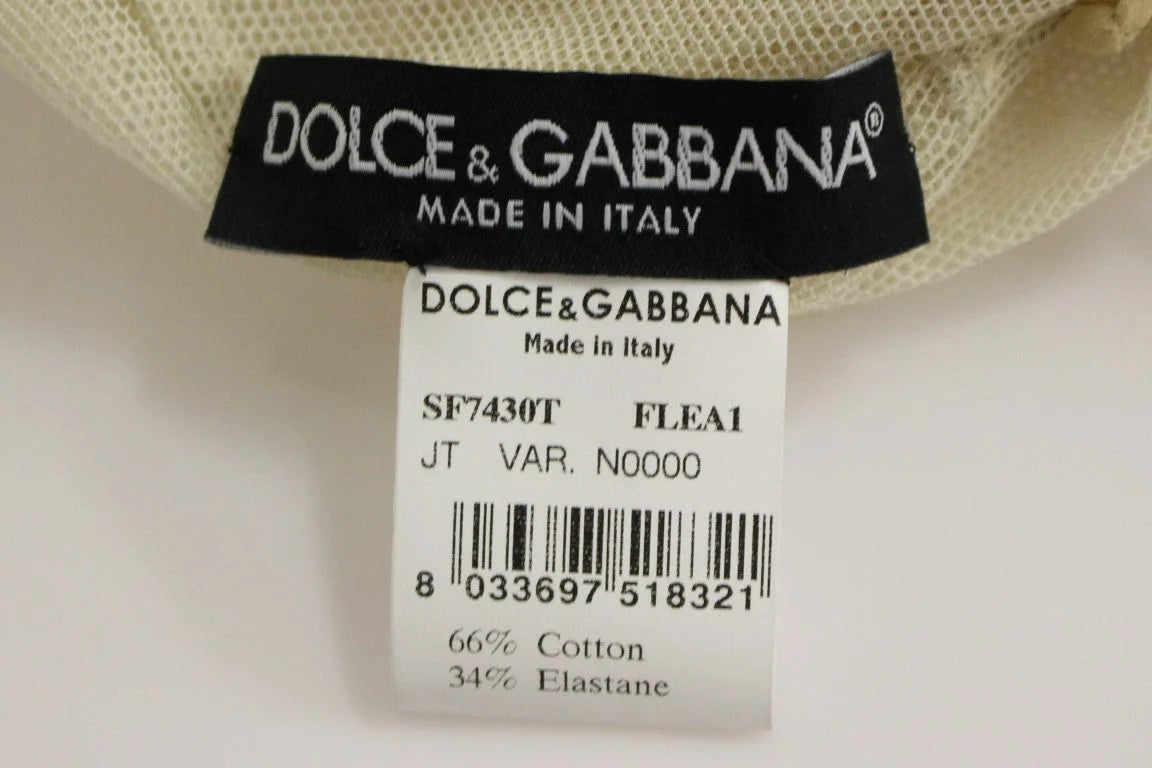 DOLCE & GABBANA®
MADE IN ITALY
DOLCE&GABBANA
Made in Italy
SF7430T FLEA1
JT VAR. N0000
8 033697 518321
66% Cotton
34% Elastane